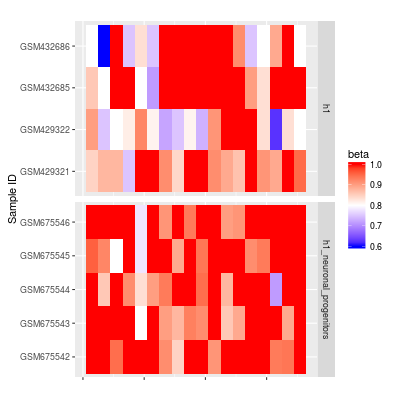 GSM432686
GSM432685
GSM429322
GSM429321
h1
GSM675546
GSM675545
GSM675544
GSM675543
GSM675542
h1_neuronal_progenitors
Sample ID
beta
1.0
0.9
0.8
0.7
0.6